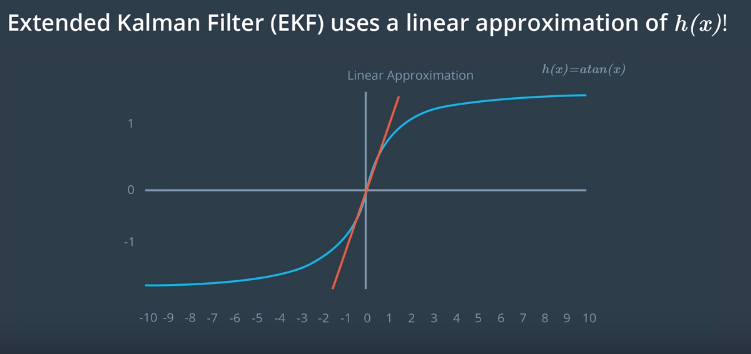 Extended Kalman Filter (EKF) uses a linear approximation of h(x)!
Linear Approximation
h(x)=atan(x)
1
0
-1
-10 -9 -8 -7 -6 -5 -4 -3 -2 -1 0 1 2 3 4 5 6 7 8 9 10